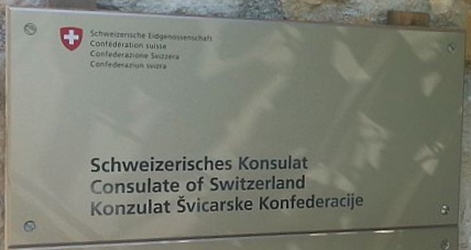 Schweizerische Eidgenossenschaft
Confédération suisse
Confederazione Svizzera
Confederaziun svizra
Schweizerisches Konsulat
Consulate of Switzerland
Konzulat Švicarske Konfederacije